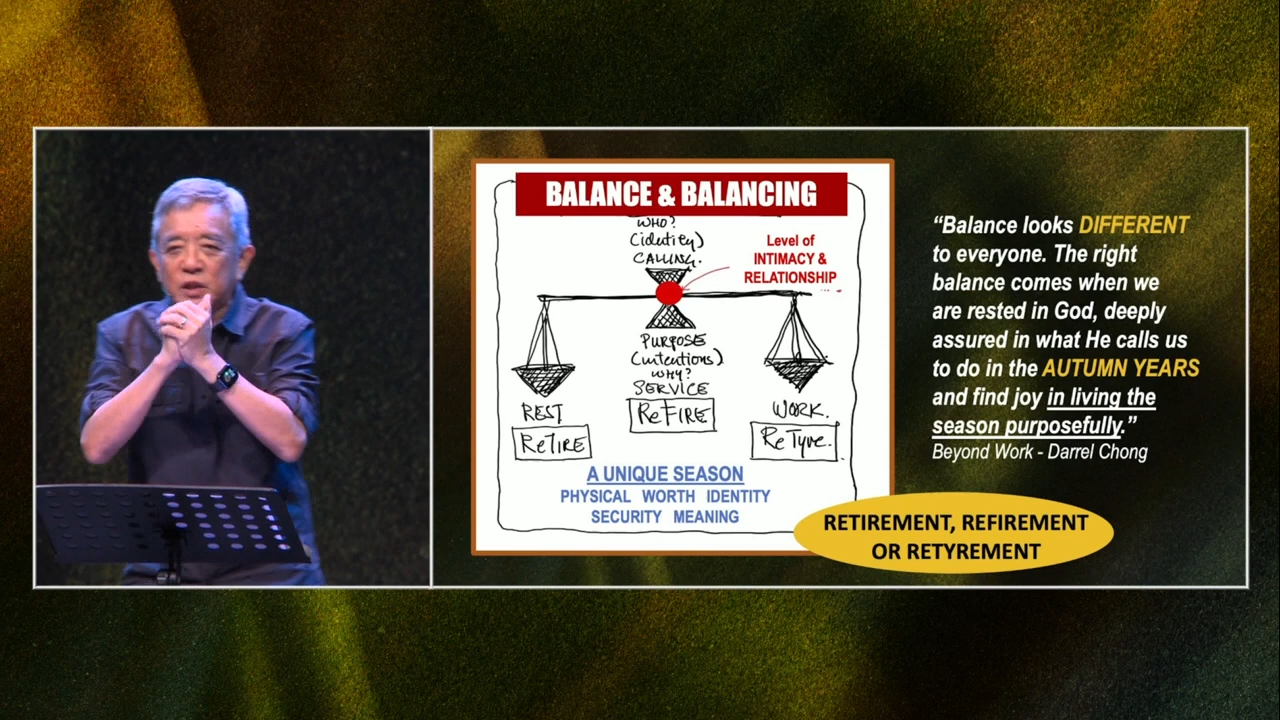 BALANCE & BALANCING
WHO?
(identity)
CALLING.
Level of
INTIMACY &
RELATIONSHIP
PURPOSE
(intentions)
WHY?
SERVICE
ReFIRE
REST
ReTIRE
WORK.
ReTyre.
A UNIQUE SEASON
PHYSICAL WORTH IDENTITY
SECURITY MEANING
“Balance looks DIFFERENT
to everyone. The right
balance comes when we
are rested in God, deeply
assured in what He calls us
to do in the AUTUMN YEARS
and find joy in living the
season purposefully.”
Beyond Work - Darrel Chong
RETIREMENT, REFIREMENT
OR RETYREMENT